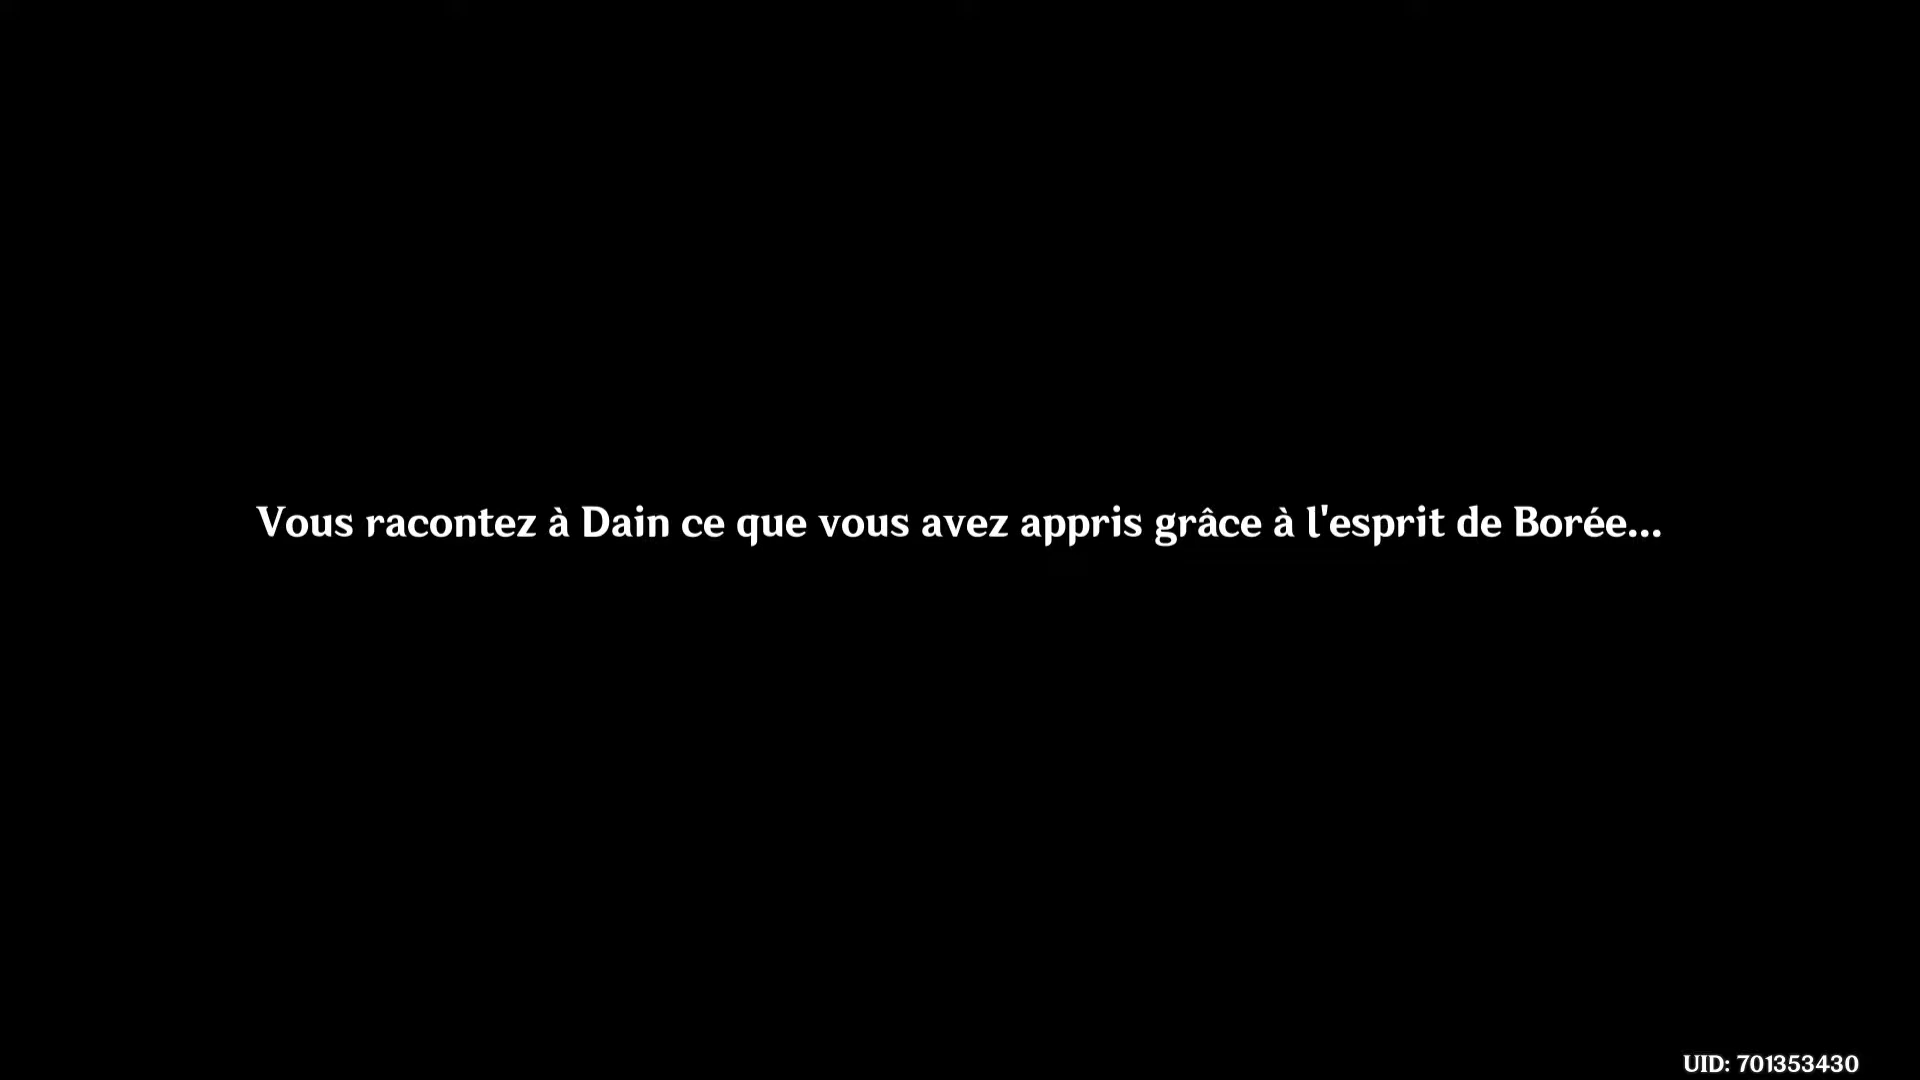 Vous racontez à Dain ce que vous avez appris grâce à l'esprit de Borée...
UID: 701353430